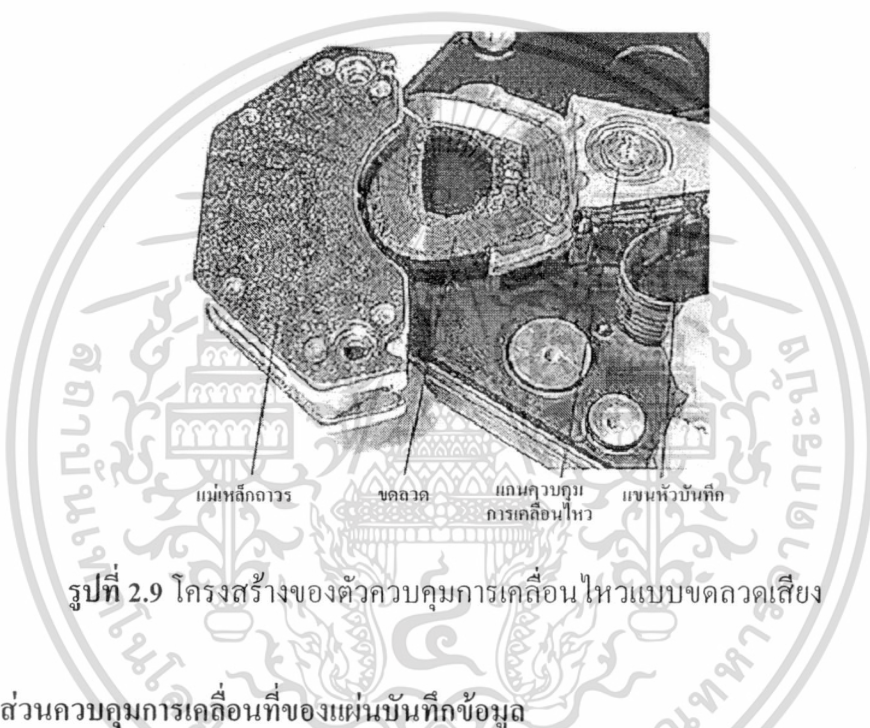 แม่เหล็กถาวร ขดลวด แกนควบคุม แขนหัวบันทึก
การเคลื่อนไหว
รูปที่ 2.9 โครงสร้างของตัวควบคุมการเคลื่อนไหวแบบขดลวดเสียง
ส่วนควบคุมการเคลื่อนที่ของแผ่นบันทึกข้อมูล